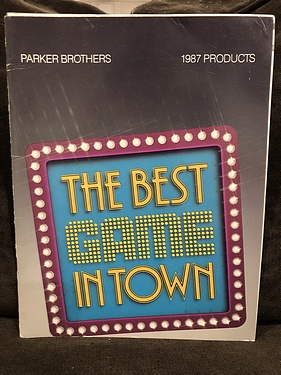 PARKER BROTHERS 1987 PRODUCTS
THE BEST
GAME
IN TOWN